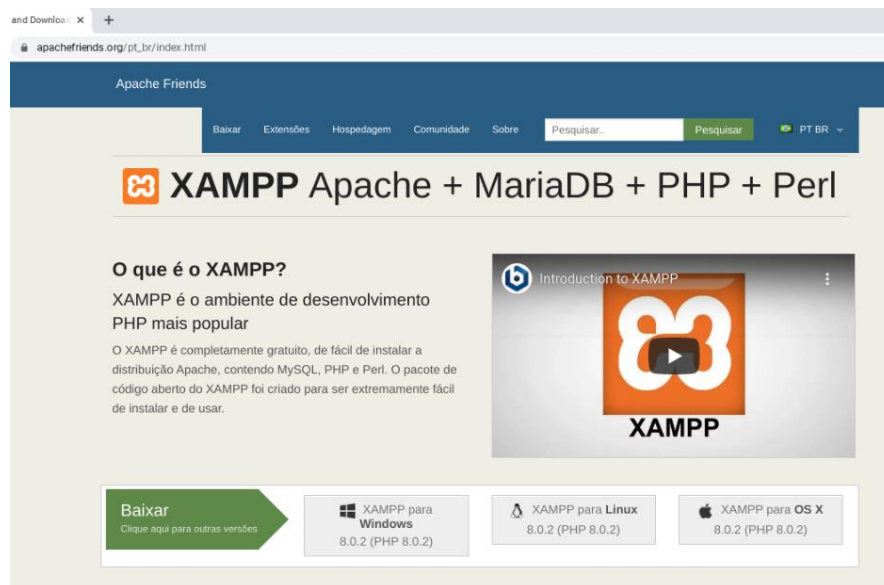 and Downloa
apachefriends.org/pt_br/index.html
Apache Friends
Baixar Extensões Hospedagem Comunidade Sobre Pesquisar.. Pesquisar PT BR
XAMPP Apache + MariaDB + PHP + Perl
O que é o XAMPP?
XAMPP é o ambiente de desenvolvimento
PHP mais popular
O XAMPP é completamente gratuito, de fácil de instalar a
distribuição Apache, contendo MySQL, PHP e Perl. O pacote de
código aberto do XAMPP foi criado para ser extremamente fácil
de instalar e de usar.
Introduction to XAMPP
XAMPP
Baixar
Clique aqui para outras versões
XAMPP para
Windows
8.0.2 (PHP 8.0.2)
XAMPP para Linux
8.0.2 (PHP 8.0.2)
XAMPP para OS X
8.0.2 (PHP 8.0.2)